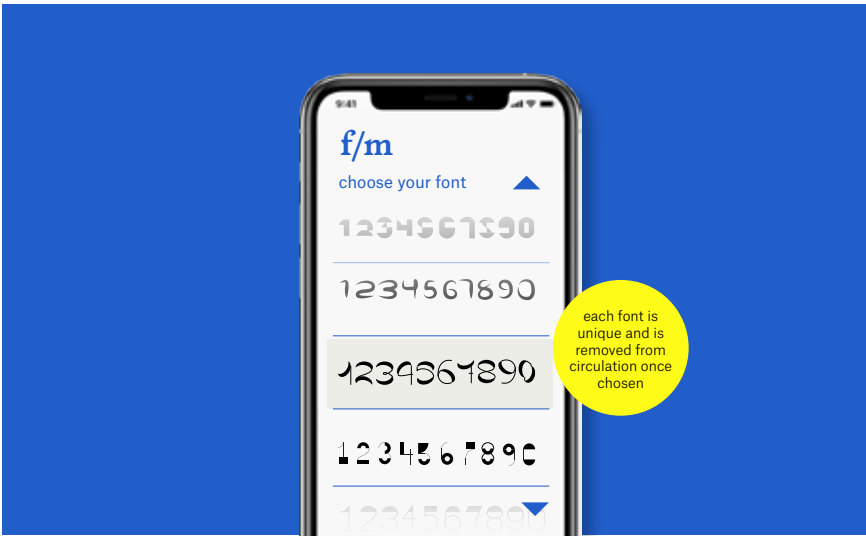 9:41
f/m
choose your font
1234567890
1234567890
1234567890
1234567890
1234567890
each font is
unique and is
removed from
circulation once
chosen